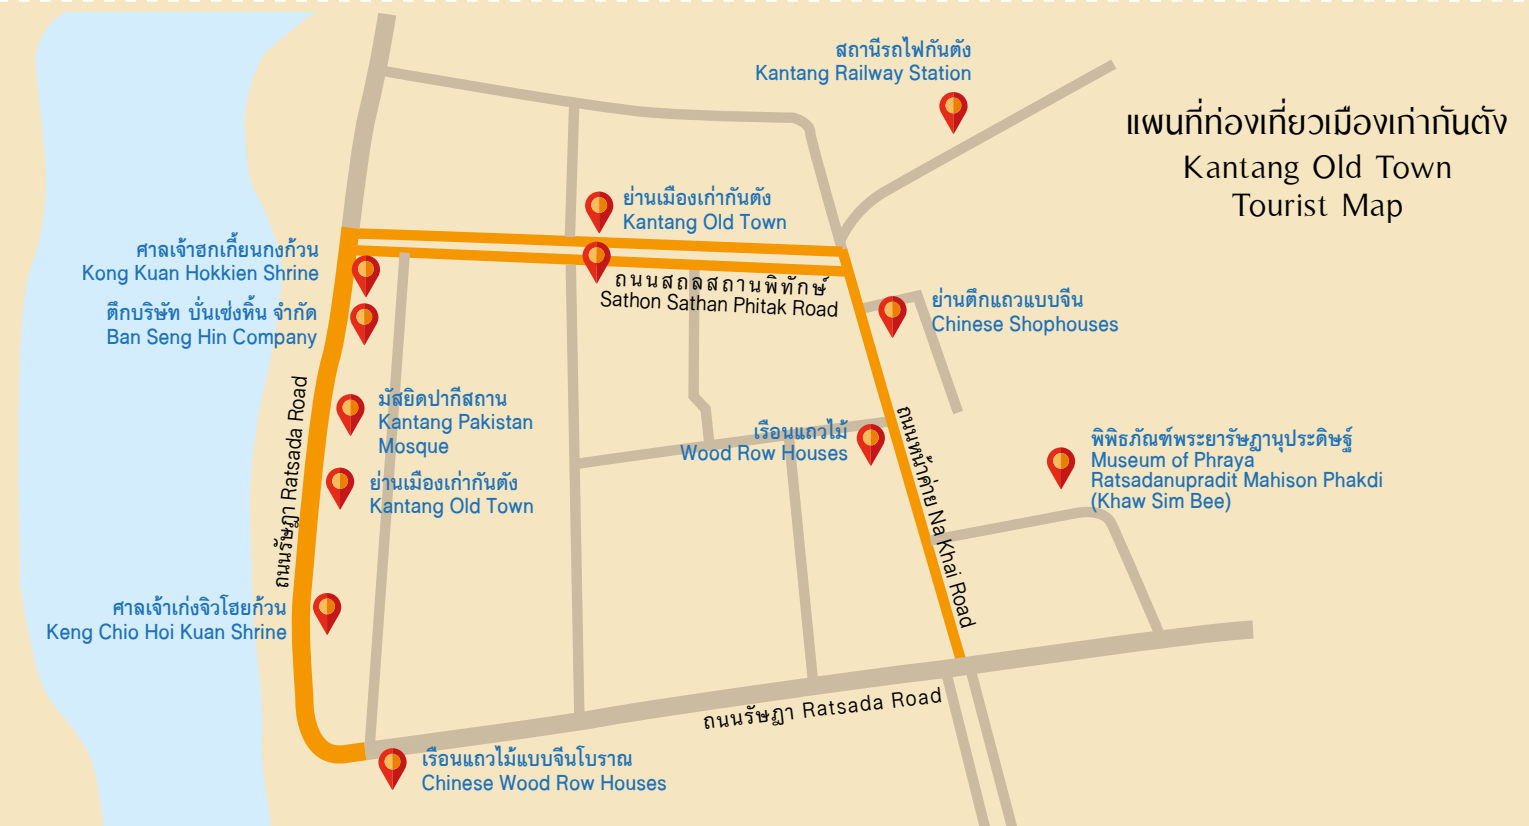 สถานีรถไฟกันตัง
Kantang Railway Station
แผนที่ท่องเที่ยวเมืองเก่ากันตัง
Kantang Old Town
Tourist Map
ย่านเมืองเก่ากันตัง
Kantang Old Town
ศาลเจ้าฮกเกี้ยนกงก้วน
Kong Kuan Hokkien Shrine
ถนนสถลสถานพิทักษ์
Sathon Sathan Phitak Road
ย่านตึกแถวแบบจีน
Chinese Shophouses
ตึกบริษัท บั่นเซ่งหิ้น จำกัด
Ban Seng Hin Company
ถนนรัษฎา Ratsada Road
มัสยิดปากีสถาน
Kantang Pakistan
Mosque
เรือนแถวไม้
Wood Row Houses
ถนนหน้าค่าย Na Khai Road
พิพิธภัณฑ์พระยารัษฎานุประดิษฐ์
Museum of Phraya
Ratsadanupradit Mahison Phakdi
(Khaw Sim Bee)
ย่านเมืองเก่ากันตัง
Kantang Old Town
ศาลเจ้าเก่งจิวโฮยก้วน
Keng Chio Hoi Kuan Shrine
ถนนรัษฎา Ratsada Road
เรือนแถวไม้แบบจีนโบราณ
Chinese Wood Row Houses